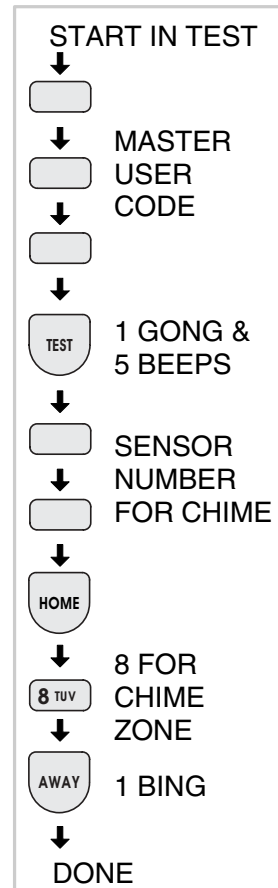 START IN TEST
MASTER
USER
CODE
TEST
1 GONG &
5 BEEPS
SENSOR
NUMBER
FOR CHIME
HOME
8 FOR
8 TUV
CHIME
ZONE
AWAY
1 BING
DONE